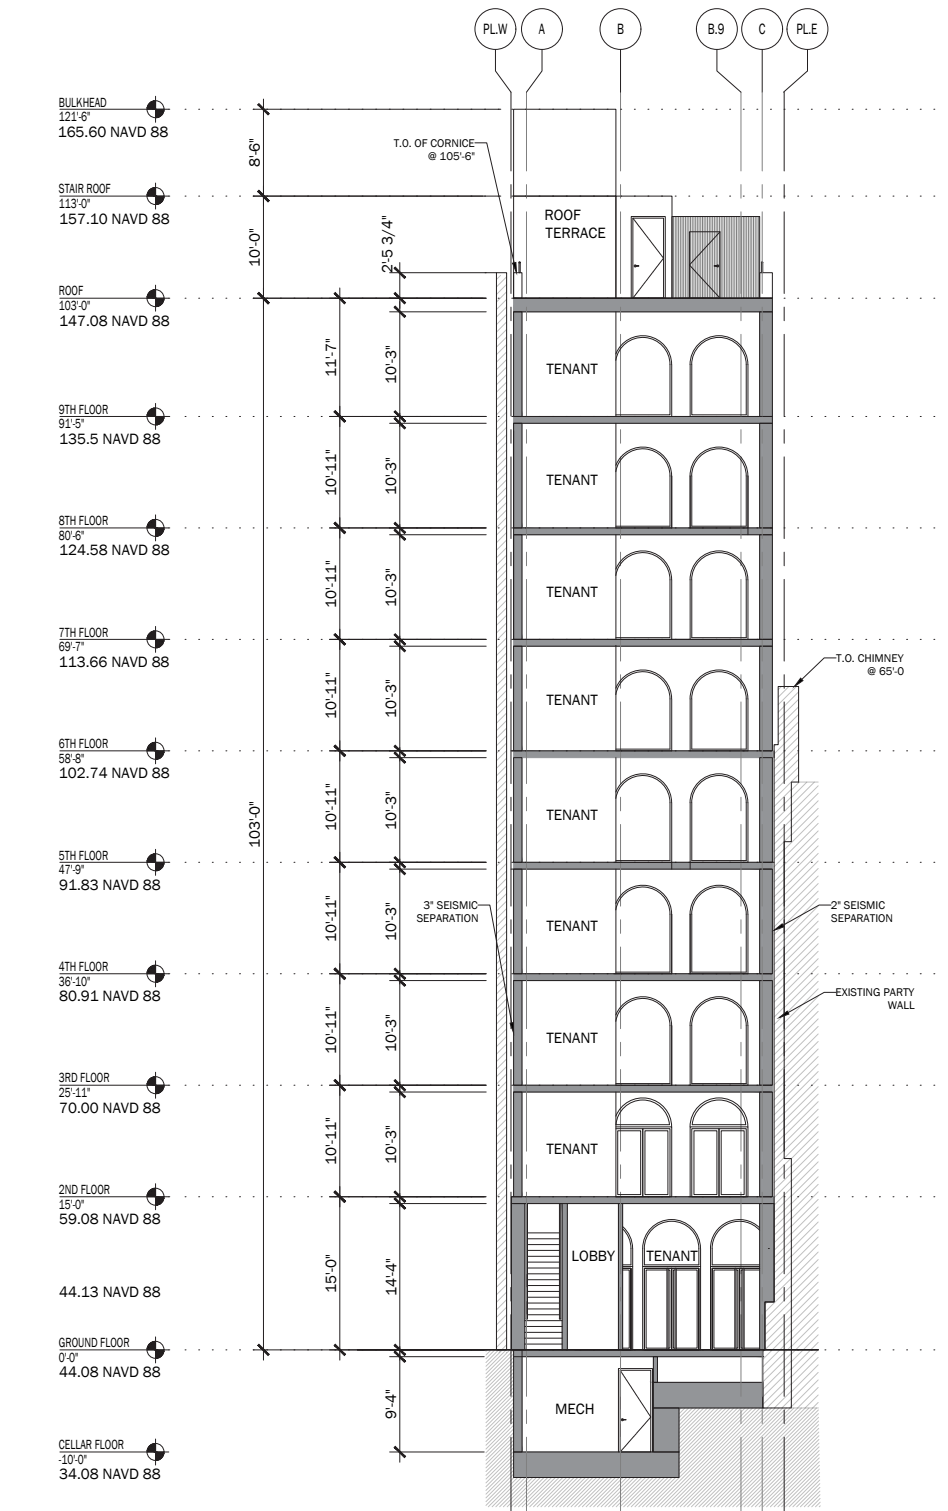 PL.W
A
B
B.9
C
PL.E
BULKHEAD
121'-6"
165.60 NAVD 88
8'-6"
T.O. OF CORNICE
@ 105'-6"
STAIR ROOF
113'-0"
157.10 NAVD 88
10'-0"
2'-5 3/4"
ROOF
TERRACE
ROOF
103'-0"
147.08 NAVD 88
11'-7"
10'-3"
TENANT
9TH FLOOR
91'-5"
135.5 NAVD 88
10'-11"
10'-3"
TENANT
8TH FLOOR
80'-6"
124.58 NAVD 88
10'-11"
10'-3"
TENANT
7TH FLOOR
69'-7"
113.66 NAVD 88
T.O. CHIMNEY
@ 65'-0
10'-11"
10'-3"
TENANT
6TH FLOOR
58'-8"
102.74 NAVD 88
103'-0"
10'-11"
10'-3"
TENANT
5TH FLOOR
47'-9"
91.83 NAVD 88
3" SEISMIC
SEPARATION
2" SEISMIC
SEPARATION
10'-11"
10'-3"
TENANT
4TH FLOOR
36'-10"
80.91 NAVD 88
EXISTING PARTY
WALL
10'-11"
10'-3"
TENANT
3RD FLOOR
25'-11"
70.00 NAVD 88
10'-11"
10'-3"
TENANT
2ND FLOOR
15'-0"
59.08 NAVD 88
15'-0"
14'-4"
LOBBY
TENANT
44.13 NAVD 88
GROUND FLOOR
0'-0"
44.08 NAVD 88
9'-4"
MECH
CELLAR FLOOR
-10'-0"
34.08 NAVD 88